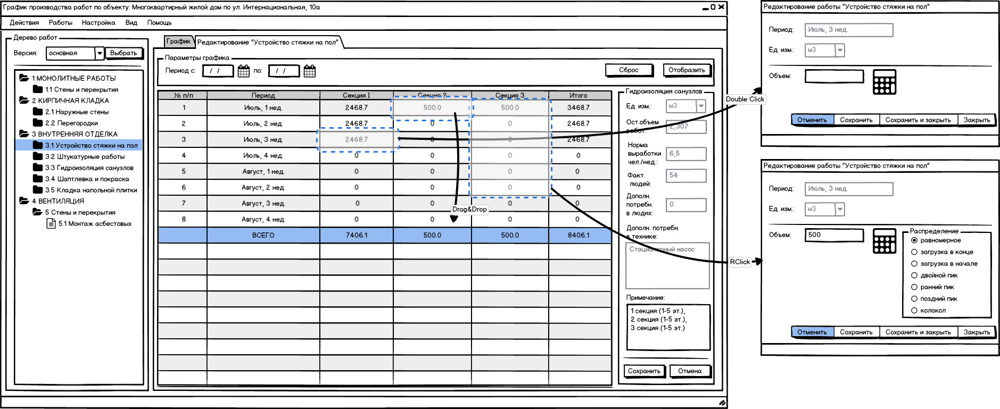 График производства работ по объекту: Многоквартирный жилой дом по ул. Интернациональная, 10а
Действия Работы Настройка Вид Помощь
Дерево работ
Версия: основная Выбрать
1 МОНОЛИТНЫЕ РАБОТЫ
1.1 Стены и перекрытия
2 КИРПИЧНАЯ КЛАДКА
2.1 Наружные стены
2.2 Перегородки
3 ВНУТРЕННЯЯ ОТДЕЛКА
3.1 Устройство стяжки на пол
3.2 Штукатурные работы
3.3 Гидроизоляция санузлов
3.4 Шаптлевка и покраска
3.5 Кладка напольной плитки
4 ВЕНТИЛЯЦИЯ
5 Стены и перекрытия
5.1 Монтаж асбестовых
График Редактирование "Устройство стяжки на пол"
Параметры графика
Период с: / / по: / / Сброс Отобразить
№ п/п Период Секция I Секция 2 Секция 3 Итого
1 Июль, 1 нед. 2468.7 500.0 500.0 3468.7
2 Июль, 2 нед. 2468.7 0 0 2468.7
3 Июль, 3 нед. 2468.7 0 0 2468.7
4 Июль, 4 нед. 0 0 0 0
5 Август, 1 нед. 0 0 0 0
6 Август, 2 нед. 0 0 0 0
7 Август, 3 нед. 0 0 0 0
8 Август, 4 нед. 0 0 0 0
ВСЕГО 7406.1 500.0 500.0 8406.1
Drag&Drop
Гидроизоляция санузлов
Ед. изм.: м3
Ост.объем
работ: 2,307
Норма
выработки
чел./нед.: 6,5
Факт.
людей: 54
Дополн.
потребн.
в людях: 0
Дополн. потребн.
в технике:
Стационарный насос
Примечание:
1 секция (1-5 эт.),
2 секция (1-5 эт.),
3 секция (1-5 эт.)
Сохранить Отмена
Double Click
RClick
Редактирование работы "Устройство стяжки на пол"
Период: Июль, 3 нед.
Ед. изм.: м3
Объем:
Отменить Сохранить Сохранить и закрыть Закрыть
Редактирование работы "Устройство стяжки на пол"
Период: Июль, 3 нед.
Ед. изм.: м3
Объем: 500
Распределение
равномерное
загрузка в конце
загрузка в начале
двойной пик
ранний пик
поздний пик
колокол
Отменить Сохранить Сохранить и закрыть Закрыть